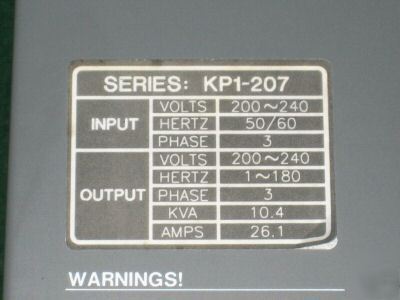 SERIES: KP1-207
INPUT
VOLTS 200~240
HERTZ 50/60
PHASE 3
OUTPUT
VOLTS 200~240
HERTZ 1~180
PHASE 3
KVA 10.4
AMPS 26.1
WARNINGS!